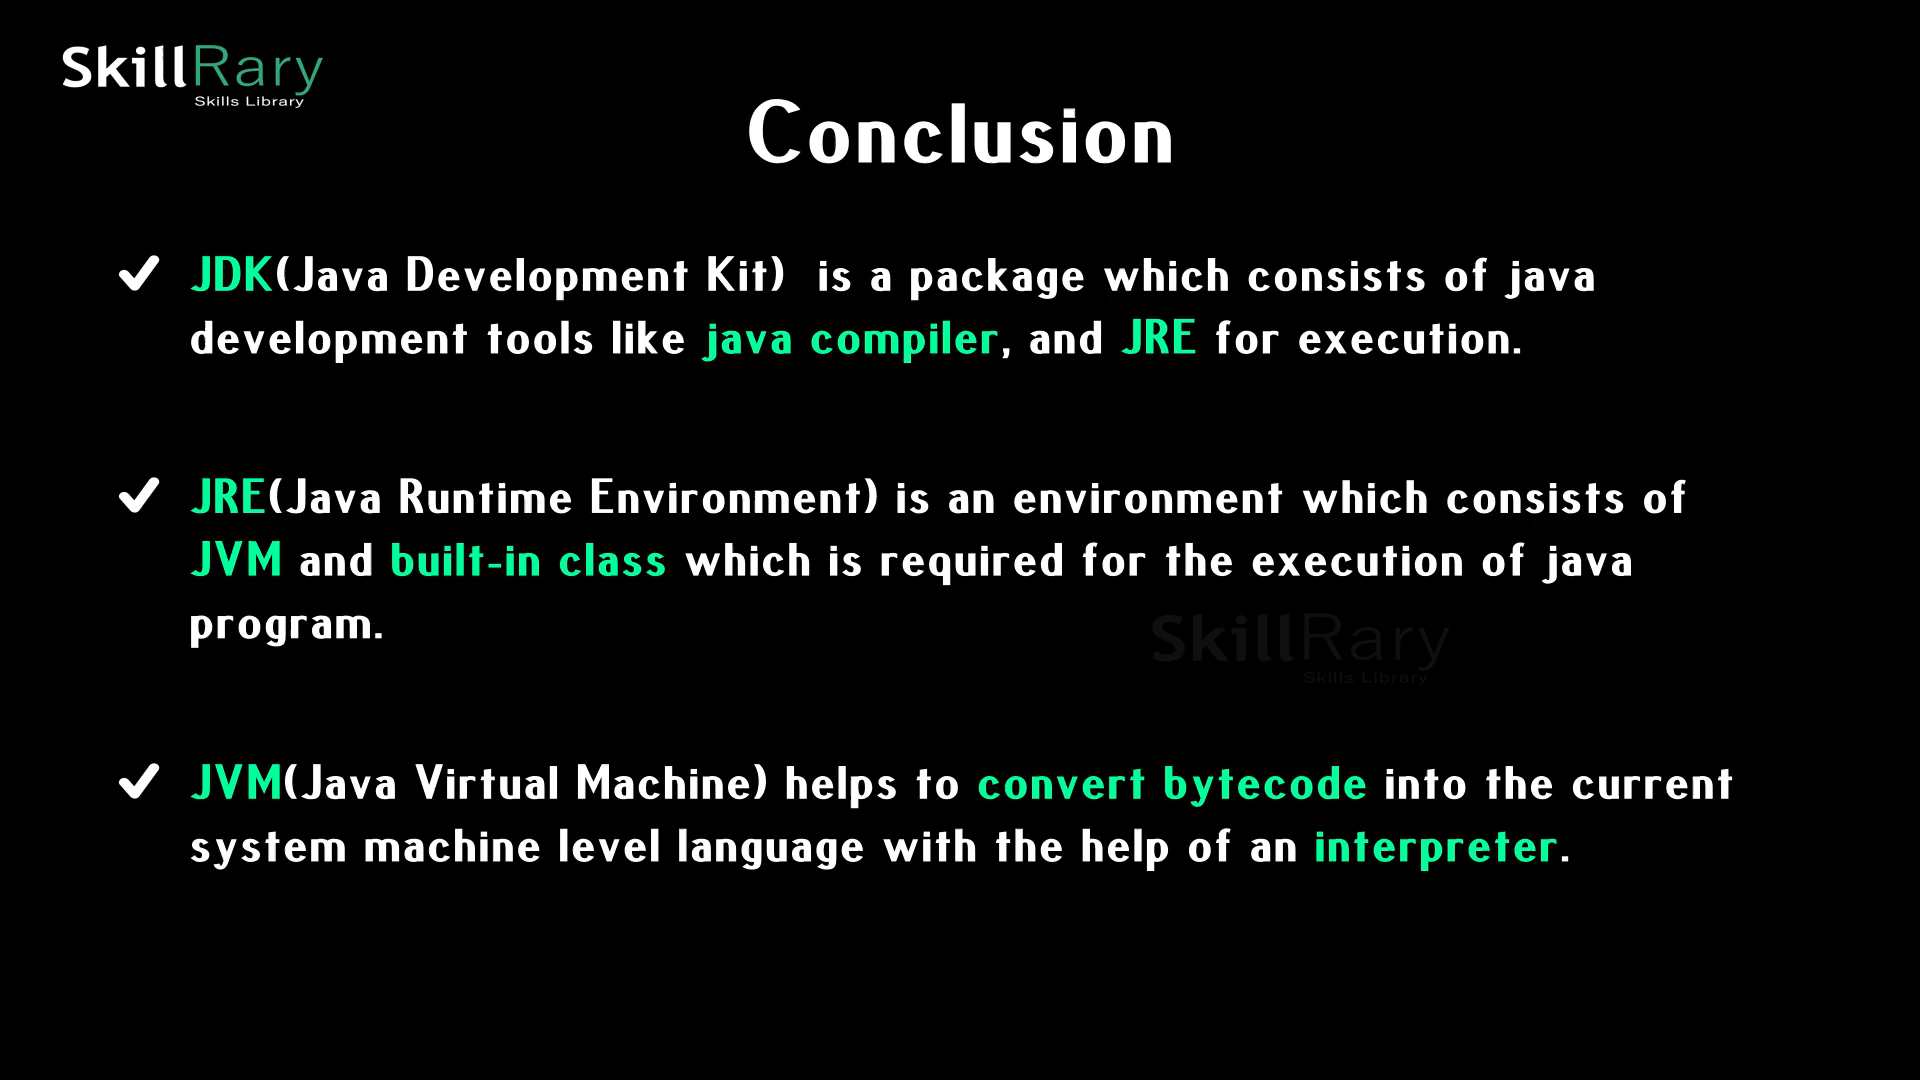 SkillRary
Skills Library
Conclusion
JDK(Java Development Kit)  is a package which consists of java
development tools like java compiler, and JRE for execution.
JRE(Java Runtime Environment) is an environment which consists of
JVM and built-in class which is required for the execution of java
program.
SkillRary
Skills Library
JVM(Java Virtual Machine) helps to convert bytecode into the current
system machine level language with the help of an interpreter.